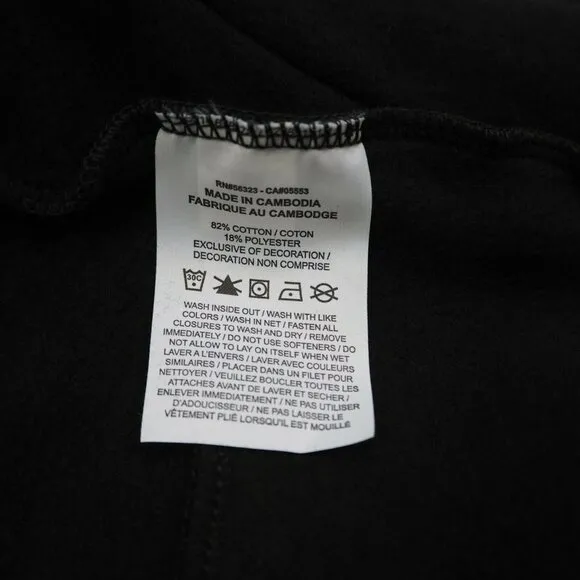 RN#56323 - CA#05553
MADE IN CAMBODIA
FABRIQUE AU CAMBODGE
82% COTTON / COTON
18% POLYESTER
EXCLUSIVE OF DECORATION /
DECORATION NON COMPRISE
30C
WASH INSIDE OUT / WASH WITH LIKE
COLORS / WASH IN NET / FASTEN ALL
CLOSURES TO WASH AND DRY / REMOVE
IMMEDIATELY / DO NOT USE SOFTENERS / DO
NOT ALLOW TO LAY ON ITSELF WHEN WET
LAVER A L'ENVERS / LAVER AVEC COULEURS
SIMILAIRES / PLACER DANS UN FILET POUR
NETTOYER / VEUILLEZ BOUCLER TOUTES LES
ATTACHES AVANT DE LAVER ET SECHER /
ENLEVER IMMEDIATEMENT / NE PAS UTILISER
D'ADOUCISSEUR / NE PAS LAISSER LE
VÊTEMENT PLIÉ LORSQU'IL EST MOUILLÉ